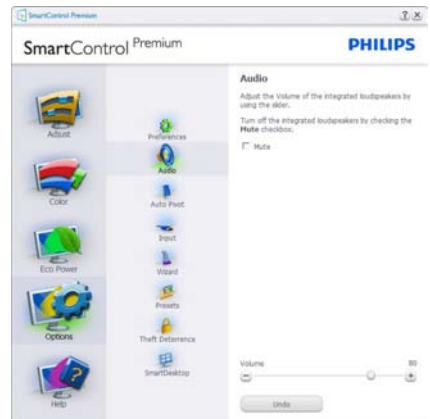 SmartControl Premium
SmartControl Premium
PHILIPS
Adjust
Color
Eco Power
Options
Help
Preferences
Audio
Auto Pivot
Input
Wizard
Presets
Theft Deterrence
SmartDesktop
Audio
Adjust the Volume of the integrated loudspeakers by
using the slider.
Turn off the integrated loudspeakers by checking the
Mute checkbox.
Mute
Volume 80
Undo